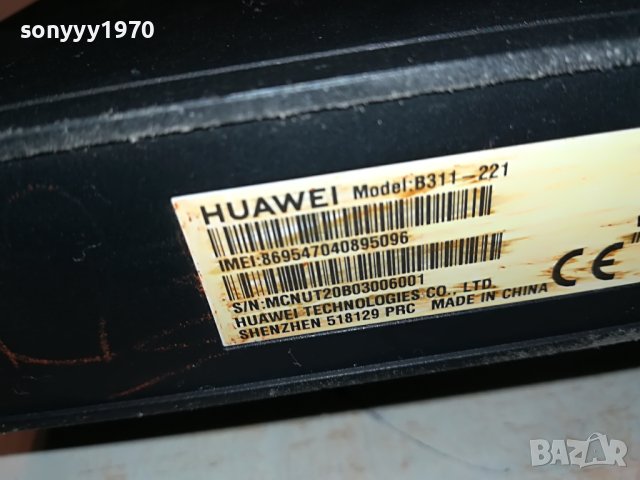 sonyyy1970
HUAWEI Model:B311-221
IMEI:869547040895096
S/N:MCNUT20B03006001
HUAWEI TECHNOLOGIES CO., LTD.
SHENZHEN 518129 PRC MADE IN CHINA
CE
BAZAR